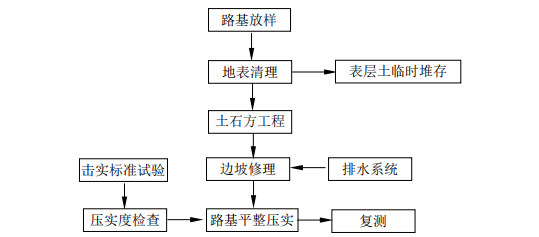 路基放样
地表清理
表层土临时堆存
土石方工程
击实标准试验
边坡修理
排水系统
压实度检查
路基平整压实
复测